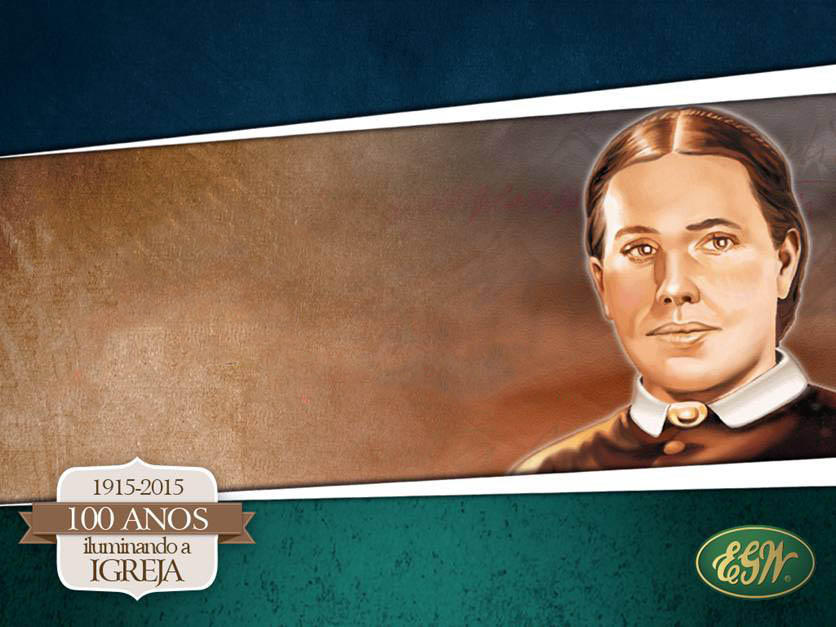 1915-2015
100 ANOS
iluminando a
IGREJA
EGW®